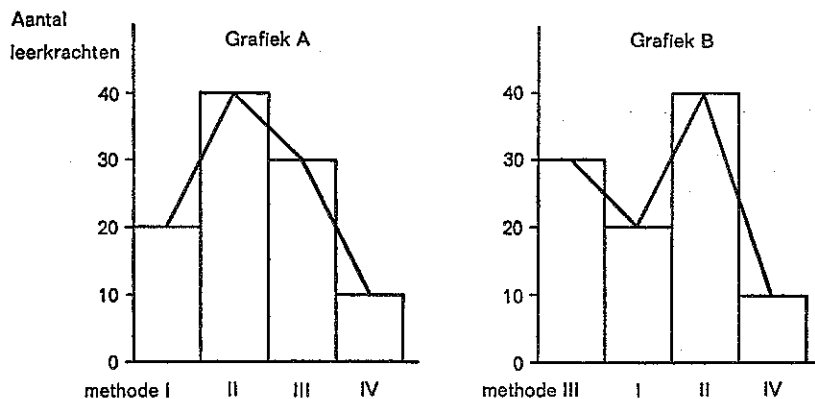 Aantal
leerkrachten
Grafiek A
40
30
20
10
0
methode I II III IV
Grafiek B
40
30
20
10
0
methode III I II IV